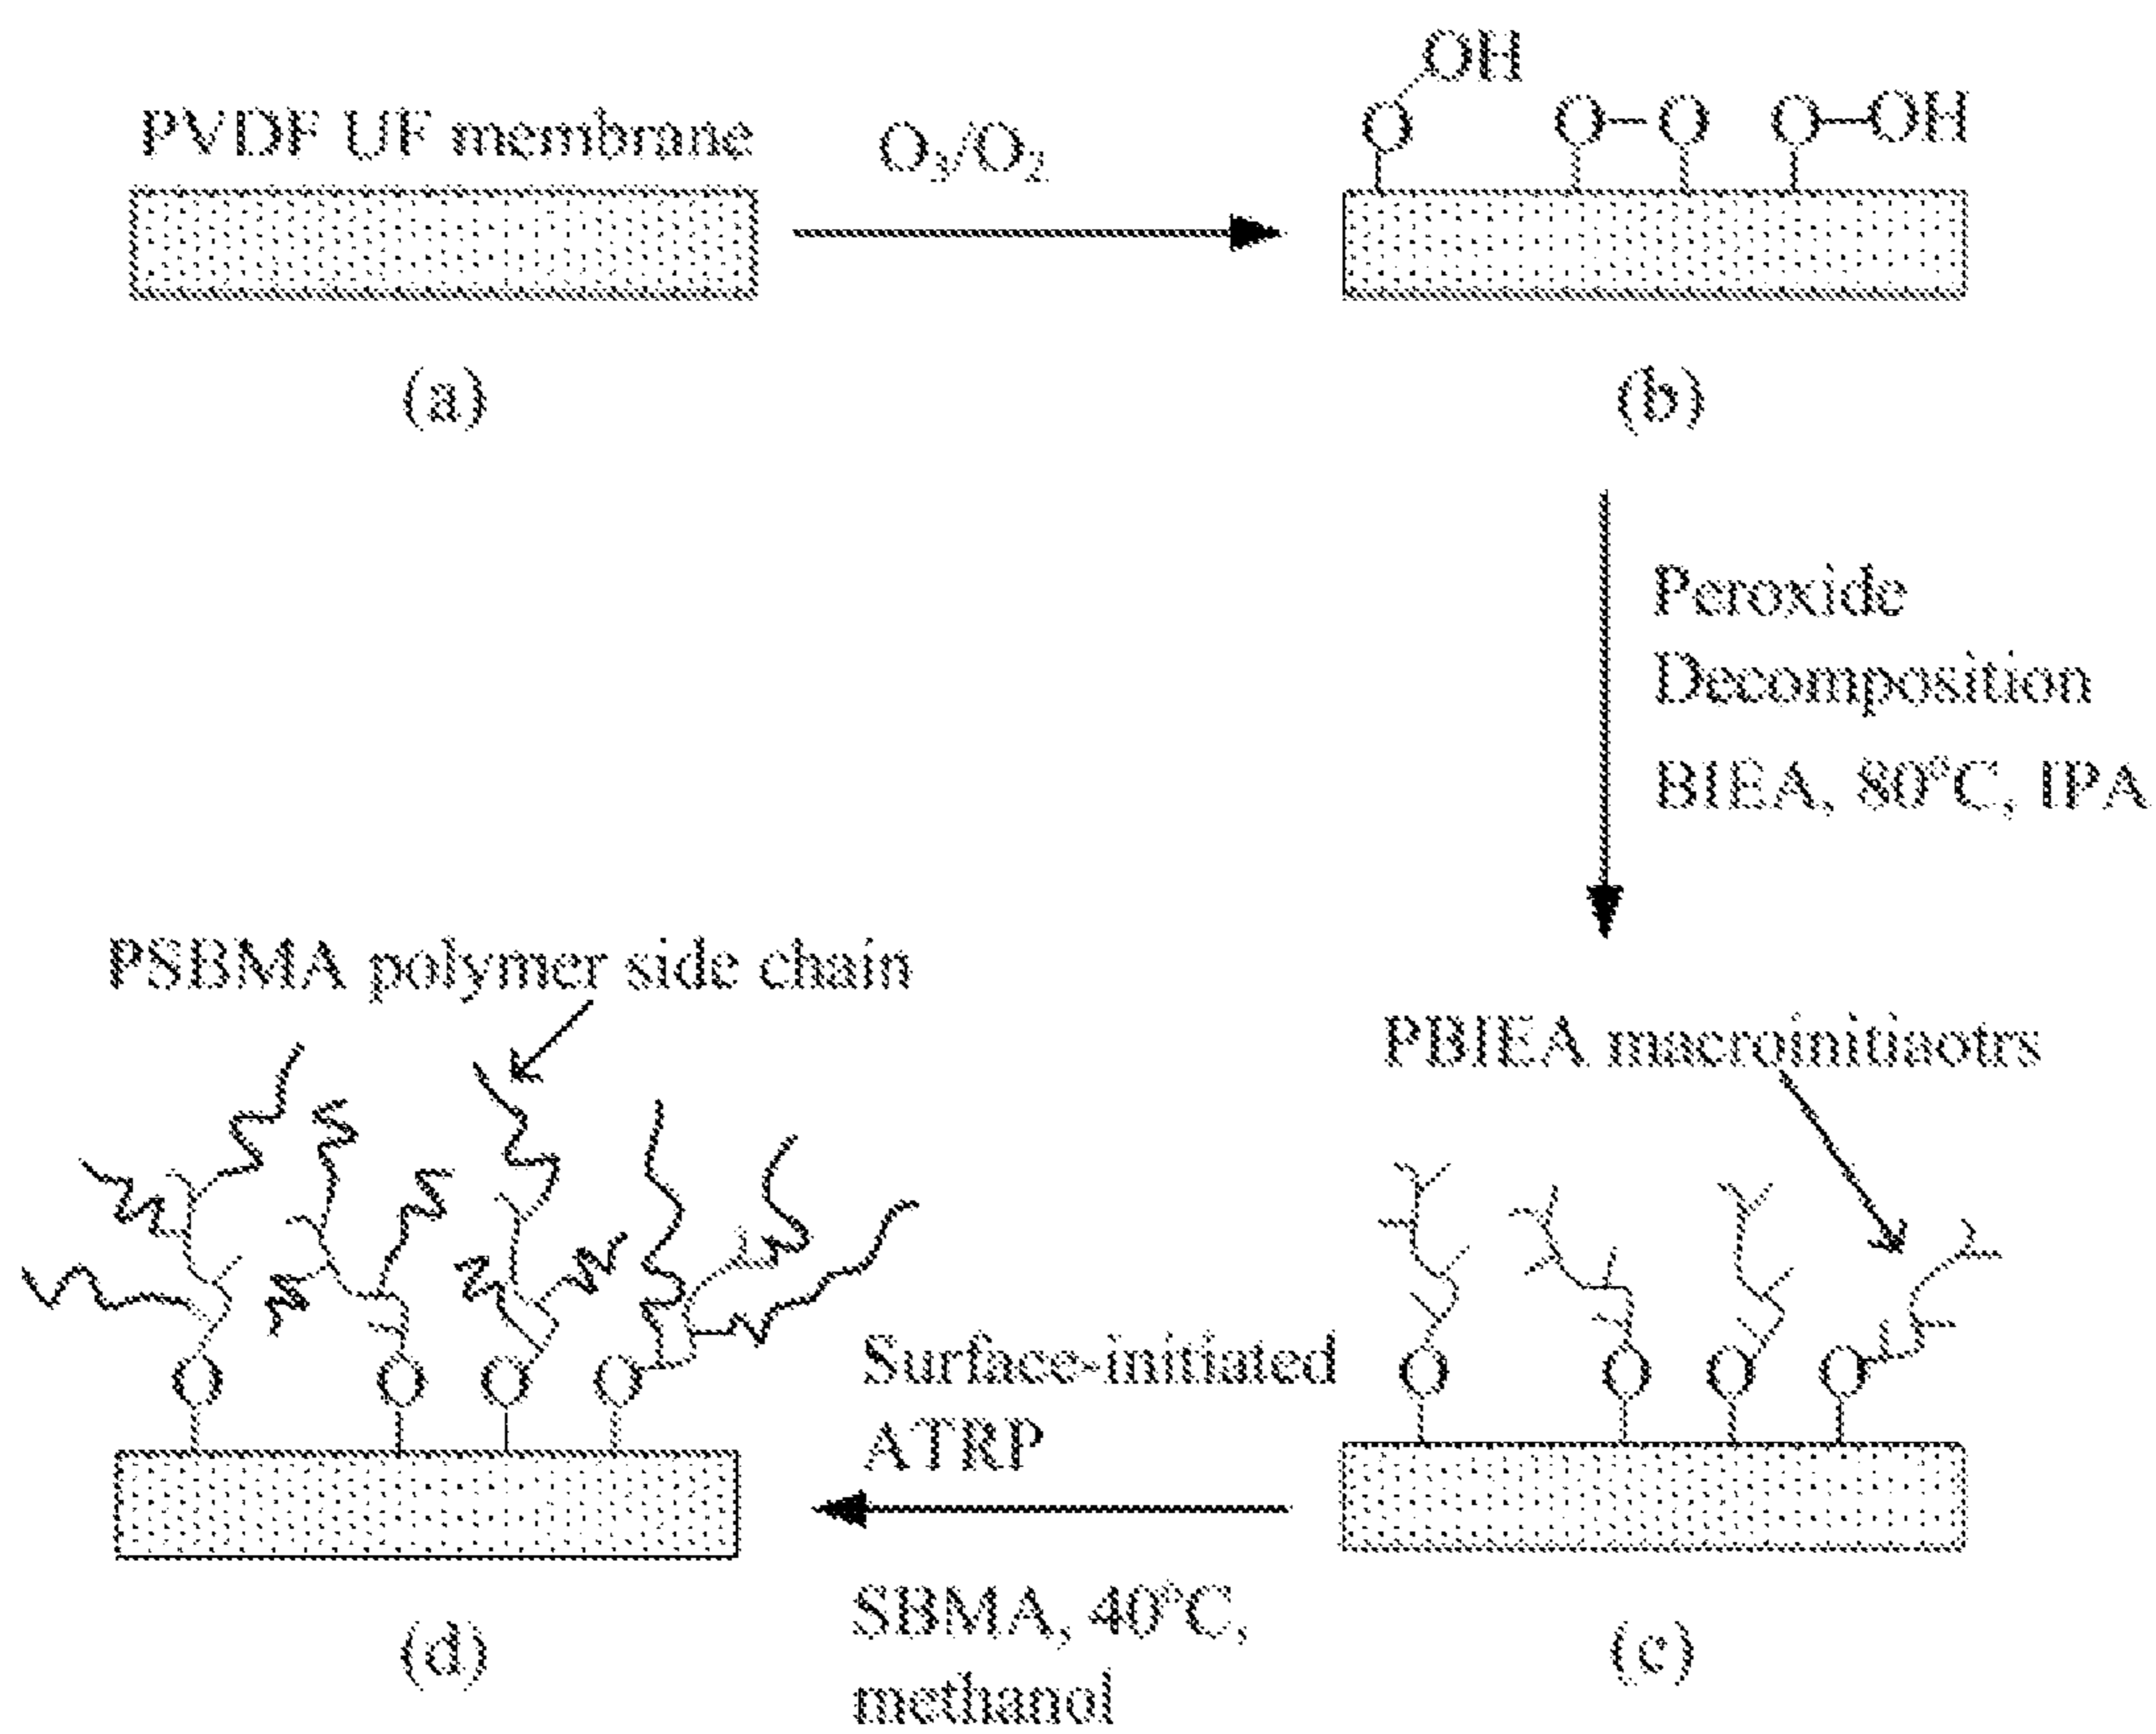 PVDF UF membrane
O₃/O₂
OH
O O—O O—OH
(a)
(b)
Peroxide
Decomposition
BIEA, 80°C, IPA
PSBMA polymer side chain
PBIEA macroinitiaotrs
O O O O
O O O O
Surface-initiated
ATRP
SBMA, 40°C,
methanol
(d)
(c)